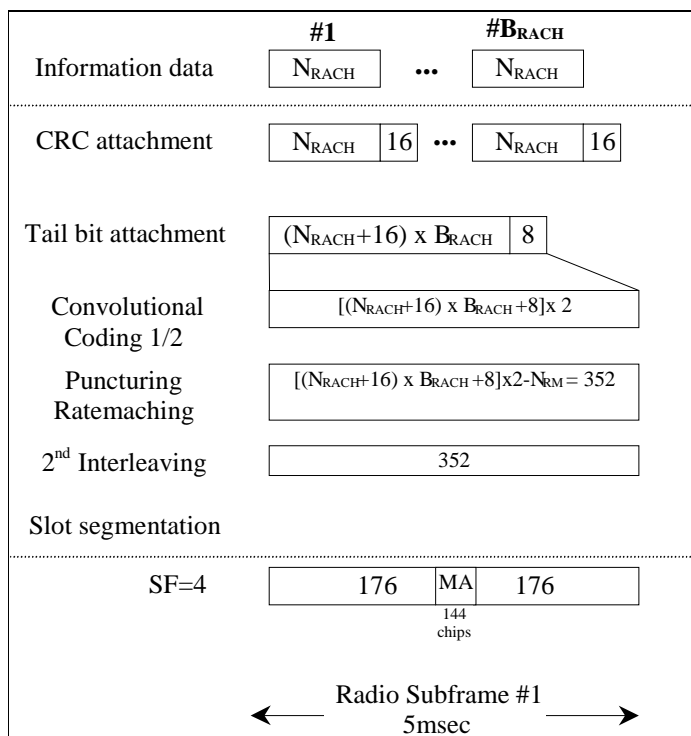 #1 #BRACH
Information data NRACH ... NRACH
CRC attachment NRACH 16 ... NRACH 16
Tail bit attachment (NRACH+16) x BRACH 8
Convolutional [(NRACH+16) x BRACH+8]x 2
Coding 1/2
Puncturing [(NRACH+16) x BRACH+8]x2-NRM = 352
Ratemaching
2nd Interleaving 352
Slot segmentation
SF=4 176 MA 176
144
chips
Radio Subframe #1
5msec